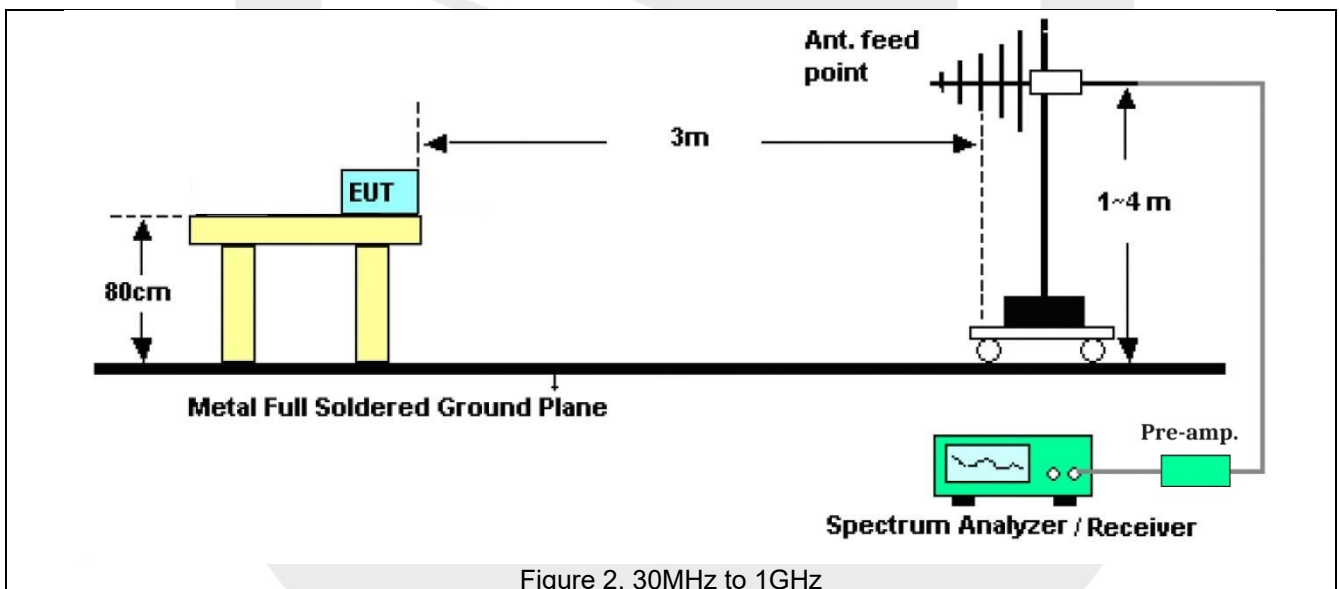 Ant. feed
point
3m
EUT
1~4 m
80cm
Metal Full Soldered Ground Plane
Pre-amp.
Spectrum Analyzer / Receiver
Figure 2. 30MHz to 1GHz